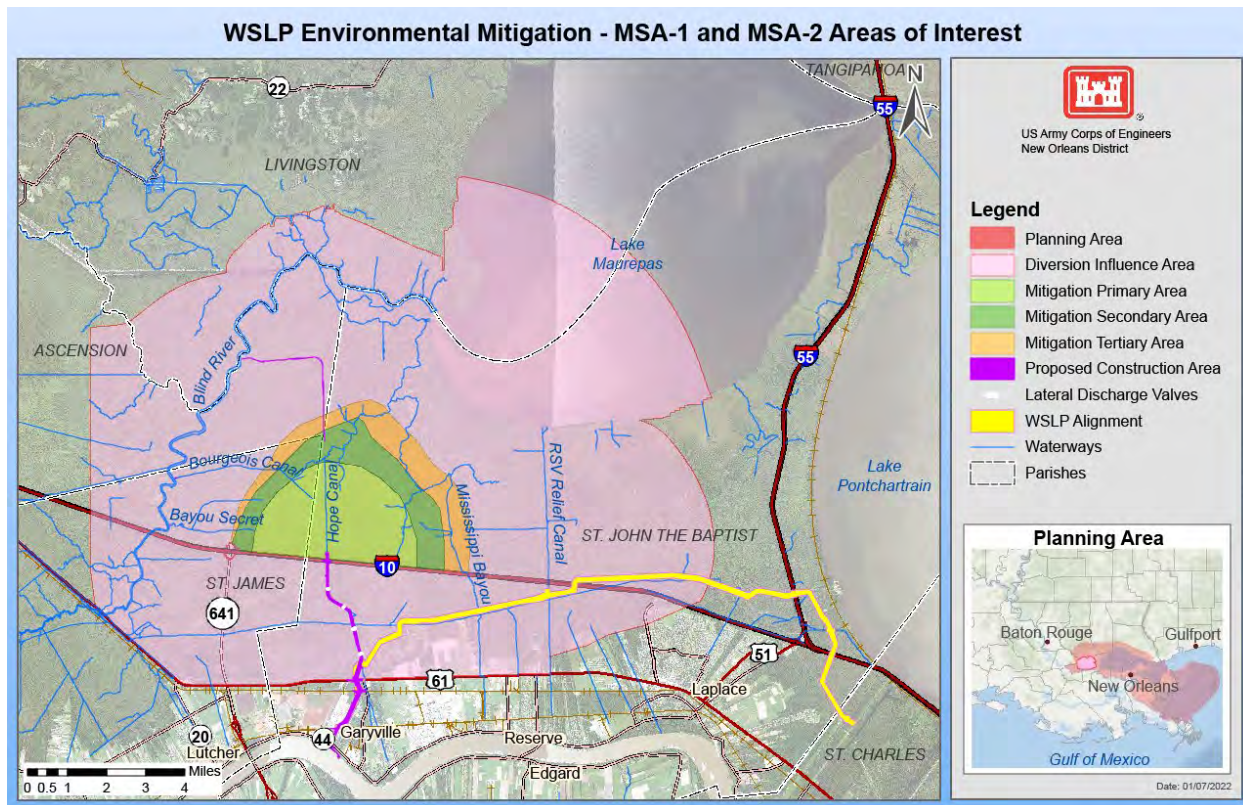 WSLP Environmental Mitigation - MSA-1 and MSA-2 Areas of Interest
TANGIPAHOA
N
22
55
LIVINGSTON
Lake
Maurepas
ASCENSION
Blind River
55
Bourgeois Canal
Hope Canal
Mississippi Bayou
RSV Relief Canal
Lake
Pontchartrain
Bayou Secret
ST. JOHN THE BAPTIST
10
ST. JAMES
641
51
61
Laplace
20
Lutcher
44
Garyville
Reserve
Edgard
ST. CHARLES
Miles
0 0.5 1 2 3 4
®
US Army Corps of Engineers
New Orleans District
Legend
Planning Area
Diversion Influence Area
Mitigation Primary Area
Mitigation Secondary Area
Mitigation Tertiary Area
Proposed Construction Area
Lateral Discharge Valves
WSLP Alignment
Waterways
Parishes
Planning Area
Baton Rouge
Gulfport
New Orleans
Gulf of Mexico
Date: 01/07/2022